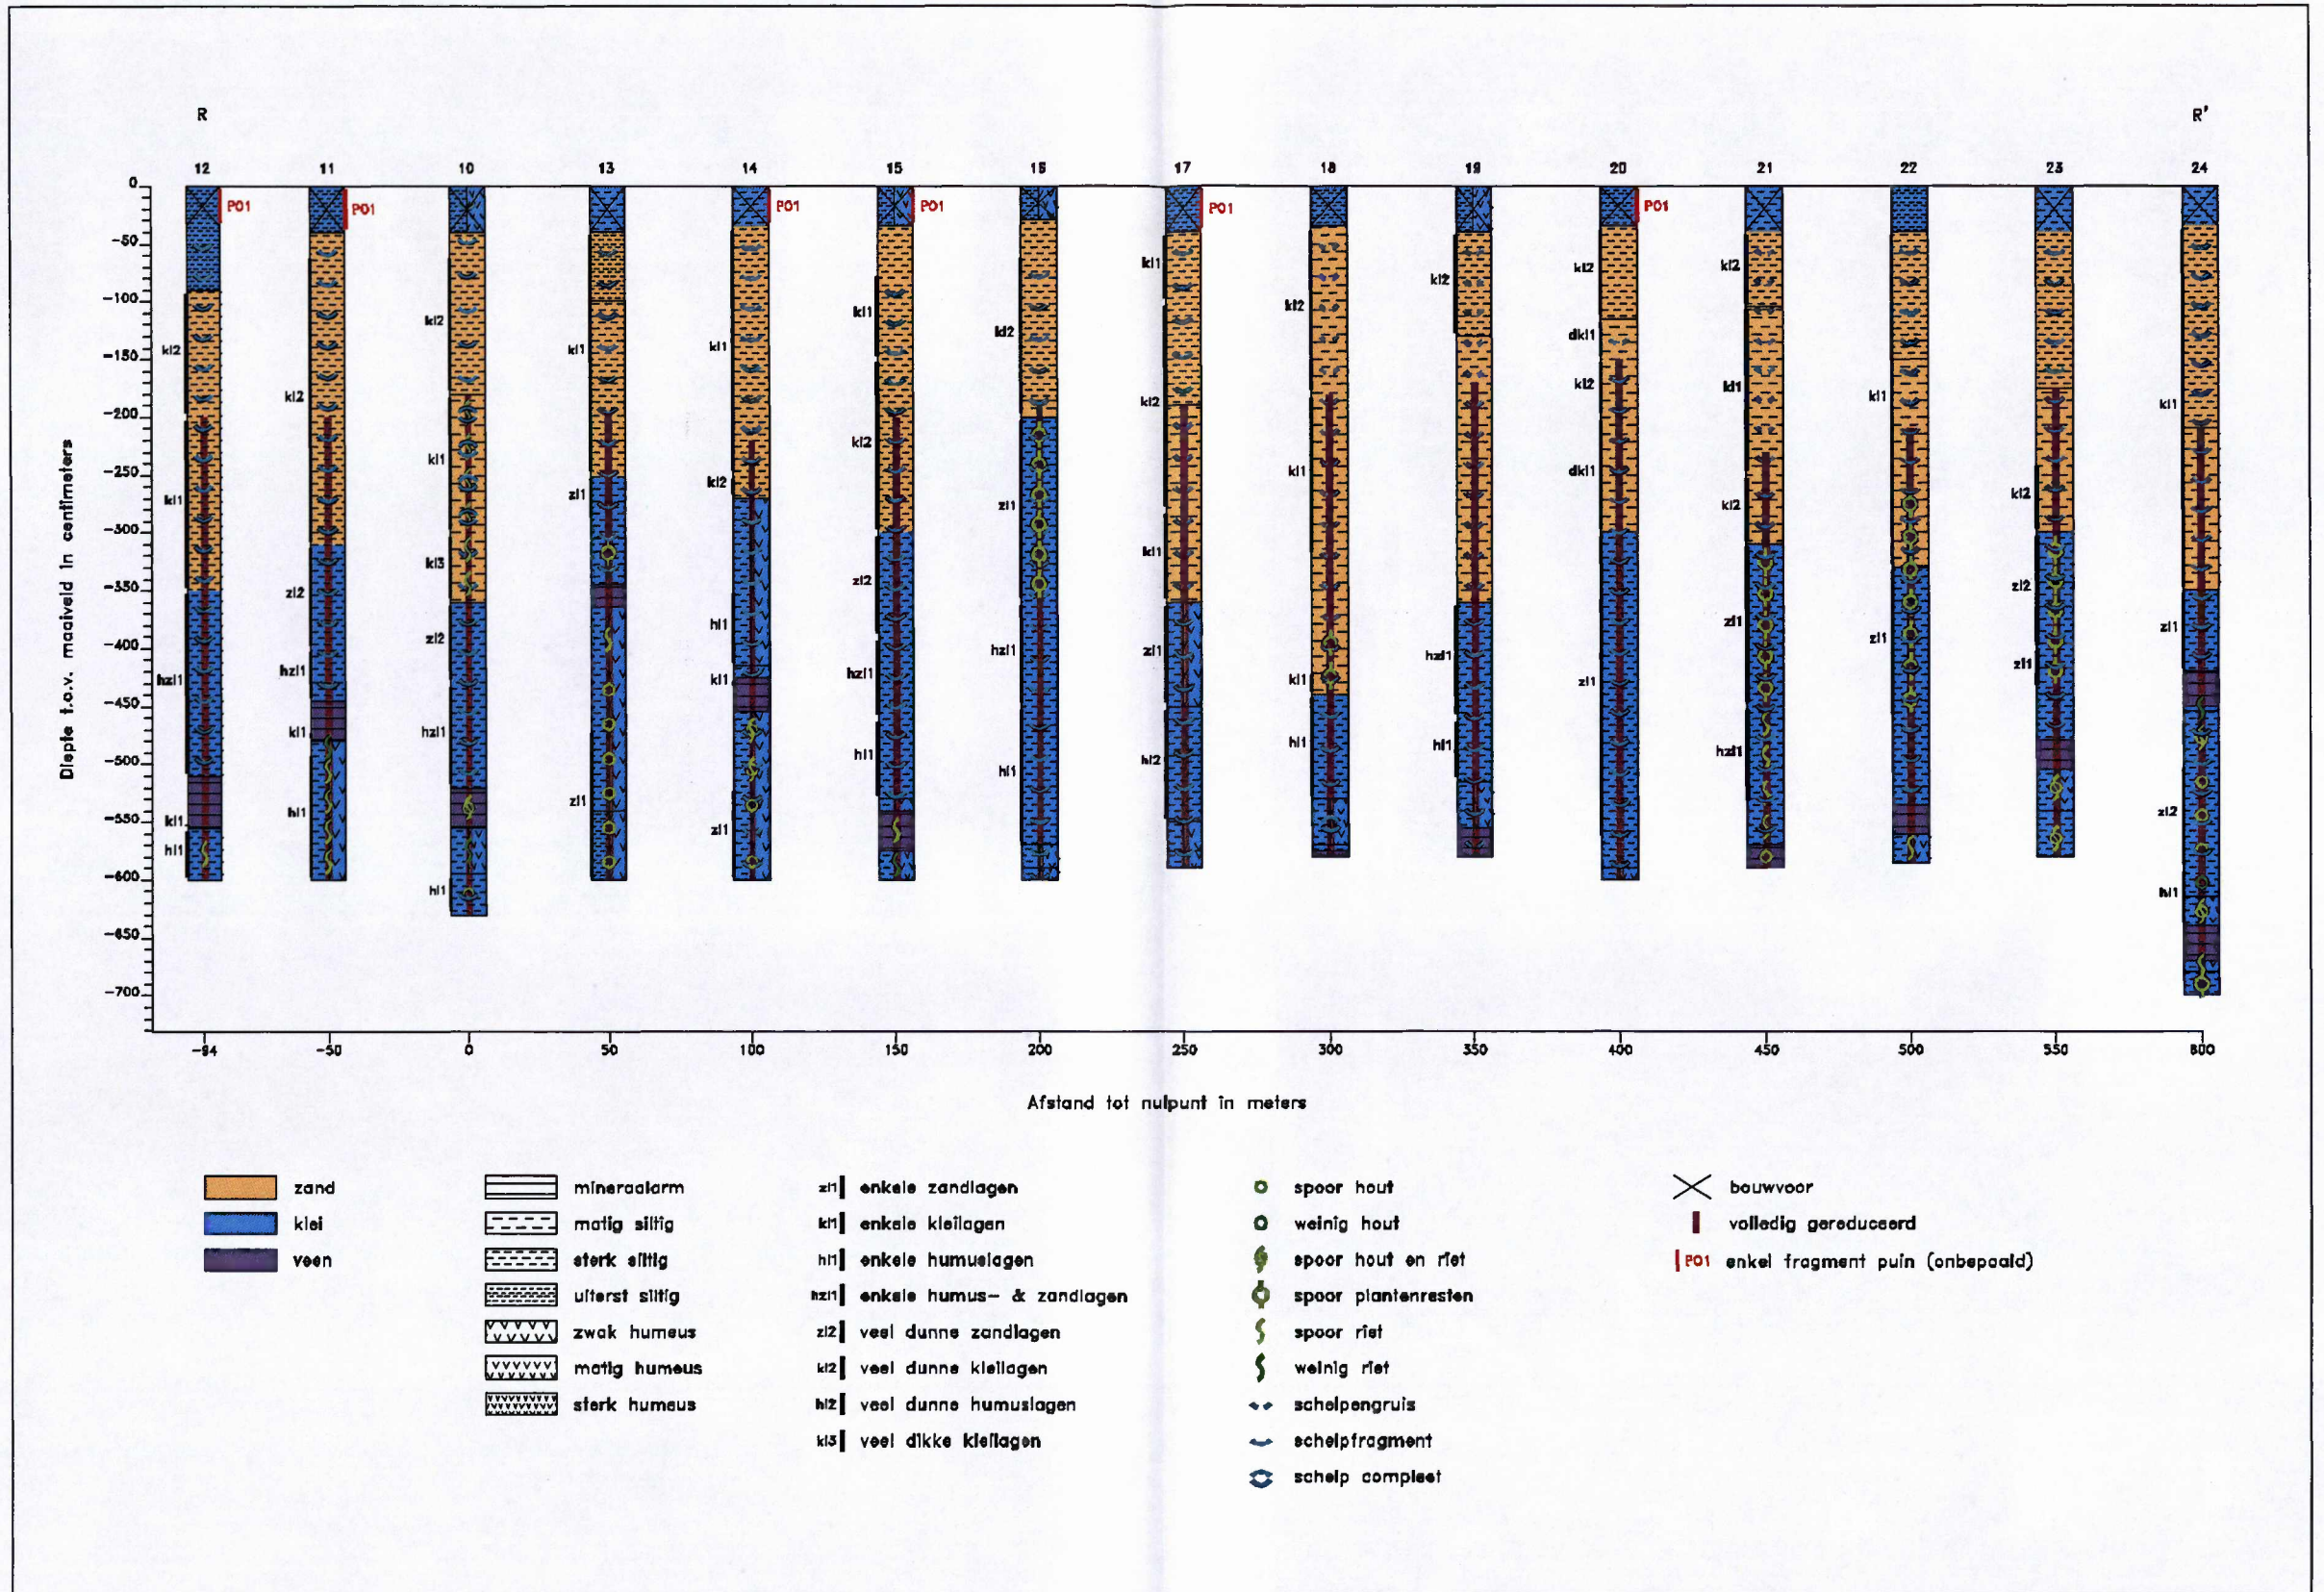 R R'
12 11 10 13 14 15 16 17 18 19 20 21 22 23 24
0
-50
-100
-150
-200
-250
-300
-350
-400
-450
-500
-550
-600
-650
-700
Diepte t.o.v. maaiveld in centimeters
PO1 PO1 PO1 PO1 PO1 PO1
kl2 kl1 hzl1 kl1 hl1
kl2 zl2 hzl1 kl1 hl1
kl2 kl1 kl3 zl2 hzl1 hl1
kl1 zl1 zl1
kl1 kl2 hl1 kl1 zl1
kl1 kl2 zl2 hzl1 hl1
kl2 zl1 hzl1 hl1
kl1 kl2 kl1 zl1 hl2
kl2 kl1 kl1 hl1
kl2 hzl1 hl1
kl2 dkl1 kl2 dkl1 zl1
kl2 kl1 kl2 zl1 hzl1
kl1 zl1
kl2 zl2 zl1
kl1 zl1 zl2 hl1
-94 -50 0 50 100 150 200 250 300 350 400 450 500 550 600
Afstand tot nulpunt in meters
zand
klei
veen
mineraalarm
matig siltig
sterk siltig
uiterst siltig
zwak humeus
matig humeus
sterk humeus
zl1 enkele zandlagen
kl1 enkele kleilagen
hl1 enkele humuslagen
hzl1 enkele humus- & zandlagen
zl2 veel dunne zandlagen
kl2 veel dunne kleilagen
hl2 veel dunne humuslagen
kl3 veel dikke kleilagen
spoor hout
weinig hout
spoor hout en riet
spoor plantenresten
spoor riet
weinig riet
schelpengruis
schelpfragment
schelp compleet
bouwvoor
volledig gereduceerd
PO1 enkel fragment puin (onbepaald)